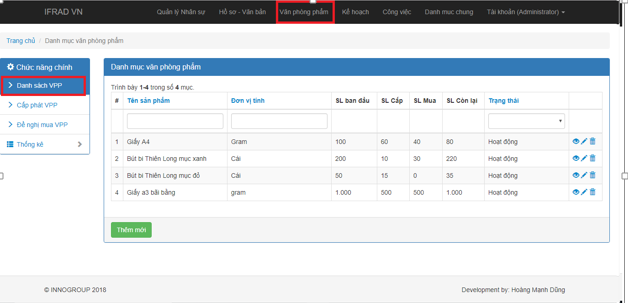 IFRAD VN Quản lý Nhân sự Hồ sơ - Văn bản Văn phòng phẩm Kế hoạch Công việc Danh mục chung Tài khoản (Administrator)
Trang chủ / Danh mục văn phòng phẩm
Chức năng chính
Danh sách VPP
Cấp phát VPP
Đề nghị mua VPP
Thống kê
Danh mục văn phòng phẩm
Trình bày 1-4 trong số 4 mục.
# Tên sản phẩm Đơn vị tính SL ban đầu SL Cấp SL Mua SL Còn lại Trạng thái
1 Giấy A4 Gram 100 60 40 80 Hoạt động
2 Bút bi Thiên Long mục xanh Cái 200 10 30 220 Hoạt động
3 Bút bi Thiên Long mục đỏ Cái 50 15 0 35 Hoạt động
4 Giấy a3 bãi bằng gram 1.000 500 500 1.000 Hoạt động
Thêm mới
© INNOGROUP 2018 Development by: Hoàng Mạnh Dũng